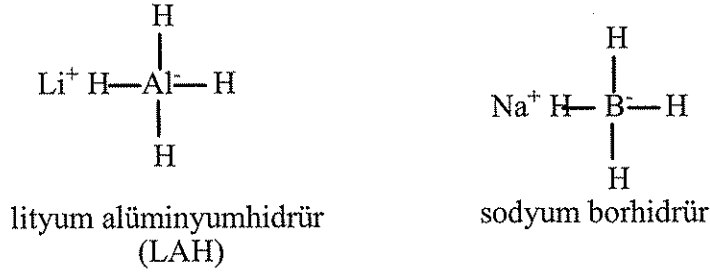 H
Li⁺ H—Al⁻—H
H
lityum alüminyumhidrür
(LAH)
H
Na⁺ H—B⁻—H
H
sodyum borhidrür